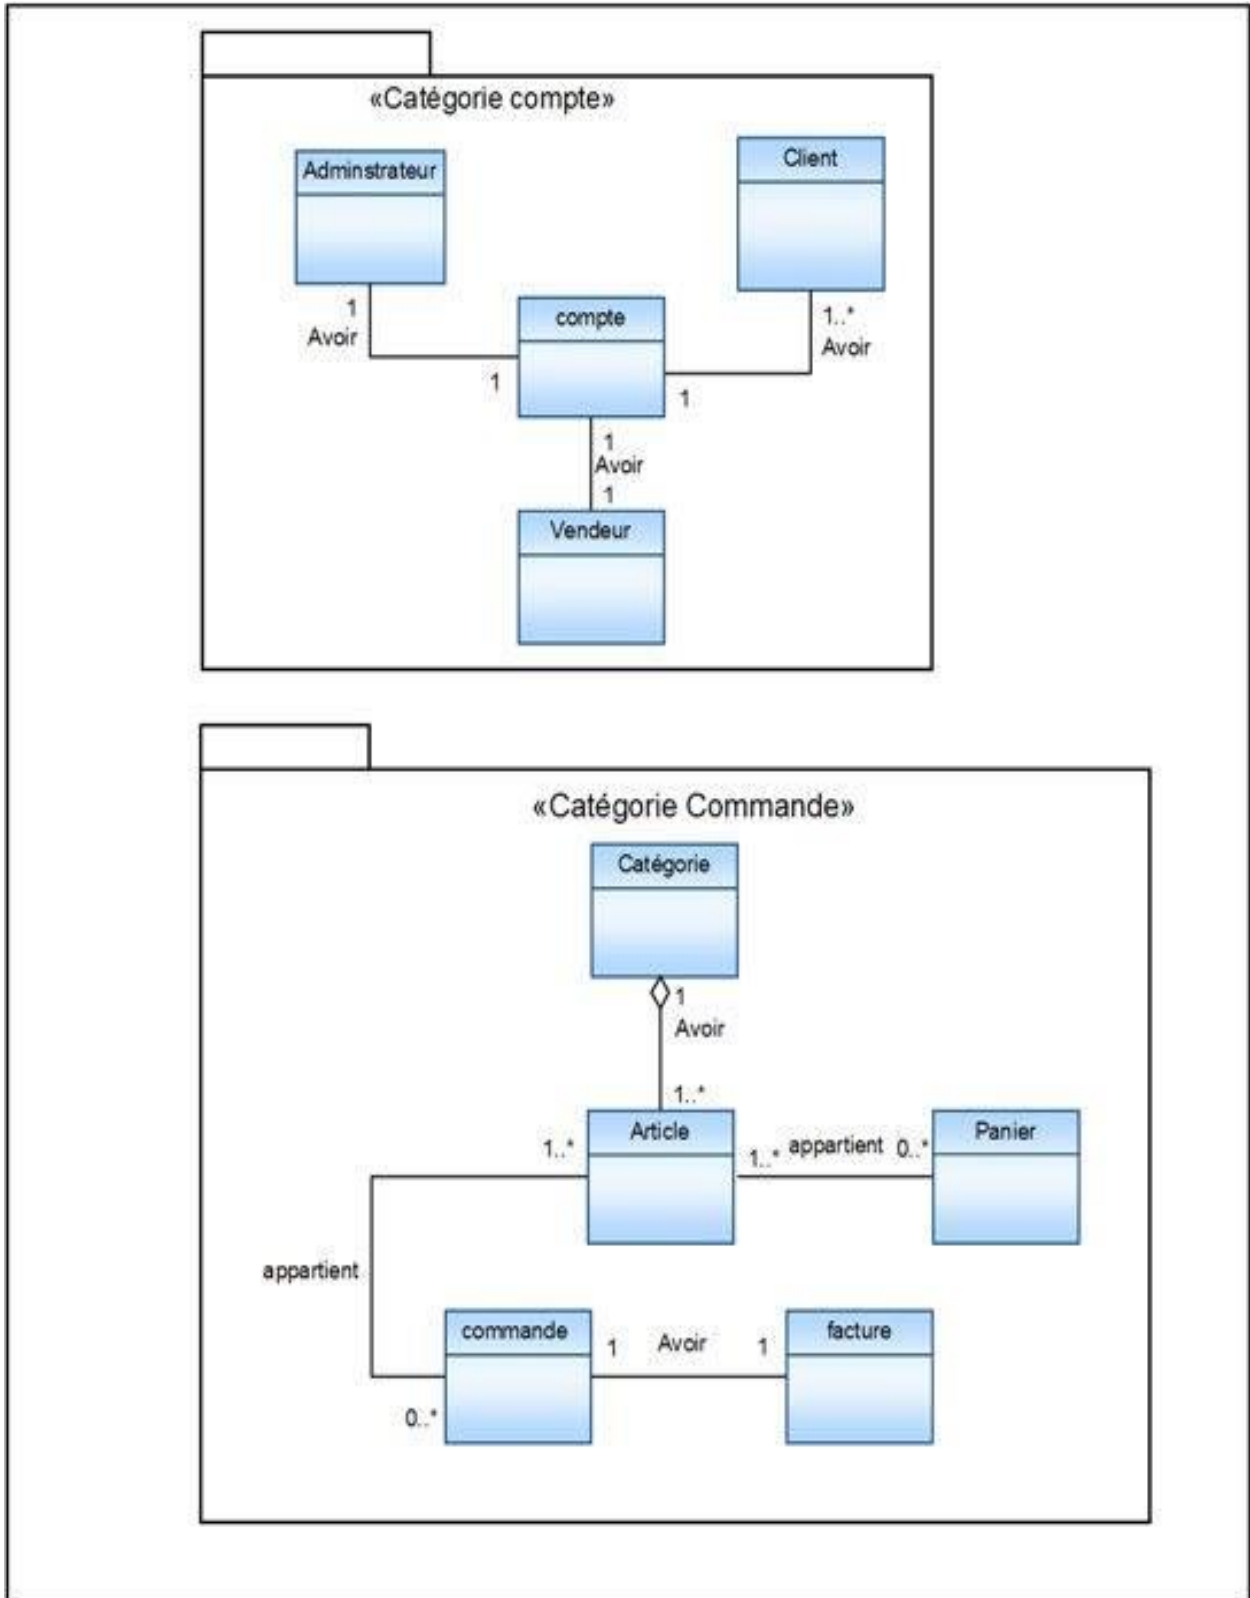 «Catégorie compte»
Adminstrateur
Client
1
Avoir
compte
1..*
Avoir
1
1
1
Avoir
1
Vendeur
«Catégorie Commande»
Catégorie
1
Avoir
1..*
Article
Panier
1..*
1..*
appartient
0..*
appartient
commande
1
Avoir
1
facture
0..*